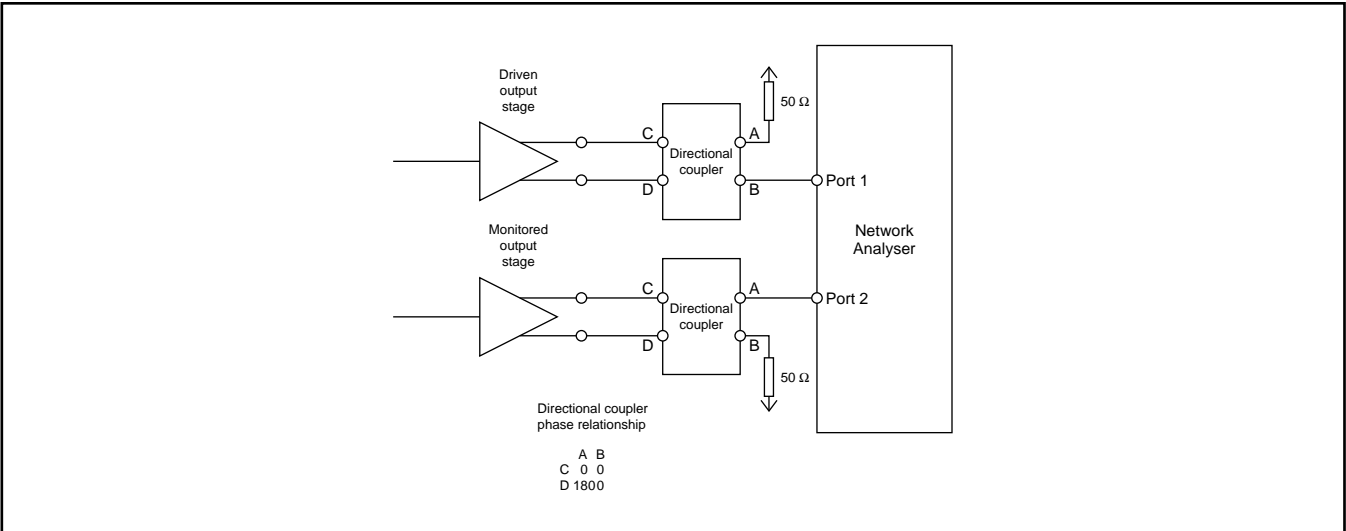 Driven
output
stage
50 Ω
C
A
Directional
coupler
D
B
Port 1
Monitored
output
stage
Network
Analyser
C
A
Port 2
Directional
coupler
D
B
50 Ω
Directional coupler
phase relationship
A B
C 0 0
D 1800